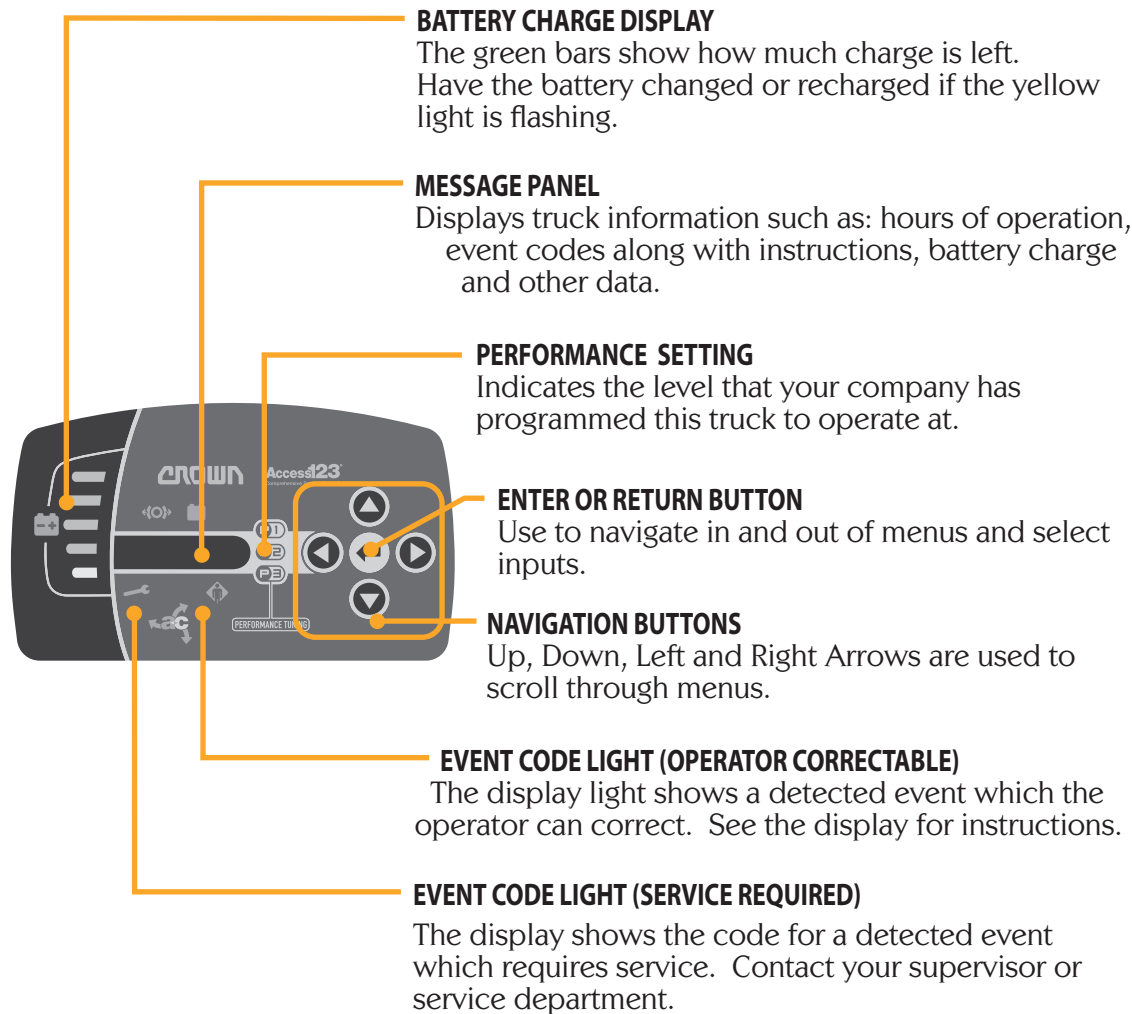 BATTERY CHARGE DISPLAY
The green bars show how much charge is left.
Have the battery changed or recharged if the yellow
light is flashing.
MESSAGE PANEL
Displays truck information such as: hours of operation,
event codes along with instructions, battery charge
and other data.
PERFORMANCE SETTING
Indicates the level that your company has
programmed this truck to operate at.
CROWN
Access123
P3
ac
PERFORMANCE TUNING
ENTER OR RETURN BUTTON
Use to navigate in and out of menus and select
inputs.
NAVIGATION BUTTONS
Up, Down, Left and Right Arrows are used to
scroll through menus.
EVENT CODE LIGHT (OPERATOR CORRECTABLE)
The display light shows a detected event which the
operator can correct. See the display for instructions.
EVENT CODE LIGHT (SERVICE REQUIRED)
The display shows the code for a detected event
which requires service. Contact your supervisor or
service department.